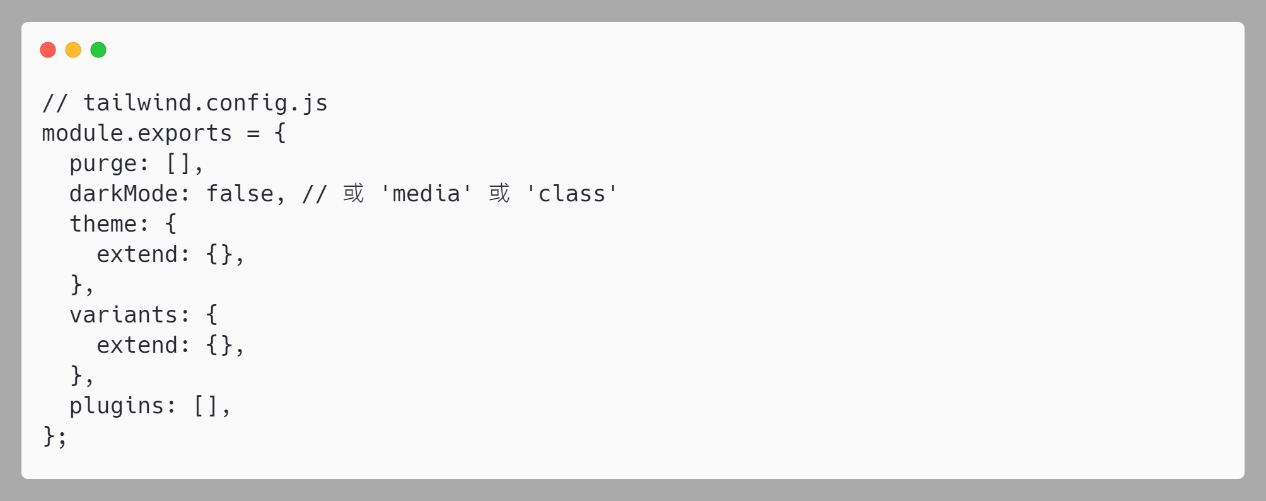 // tailwind.config.js
module.exports = {
  purge: [],
  darkMode: false, // 或 'media' 或 'class'
  theme: {
    extend: {},
  },
  variants: {
    extend: {},
  },
  plugins: [],
};